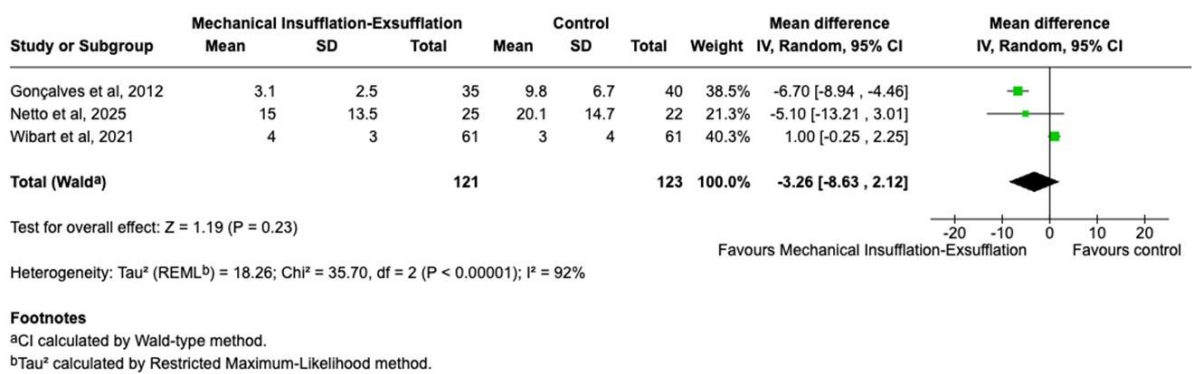 Mechanical Insufflation-Exsufflation Control Mean difference Mean difference
Study or Subgroup Mean SD Total Mean SD Total Weight IV, Random, 95% CI IV, Random, 95% CI
Gonçalves et al, 2012 3.1 2.5 35 9.8 6.7 40 38.5% -6.70 [-8.94 , -4.46]
Netto et al, 2025 15 13.5 25 20.1 14.7 22 21.3% -5.10 [-13.21 , 3.01]
Wibart et al, 2021 4 3 61 3 4 61 40.3% 1.00 [-0.25 , 2.25]
Total (Waldᵃ) 121 123 100.0% -3.26 [-8.63 , 2.12]
Test for overall effect: Z = 1.19 (P = 0.23)
-20 -10 0 10 20
Favours Mechanical Insufflation-Exsufflation Favours control
Heterogeneity: Tau² (REMLᵇ) = 18.26; Chi² = 35.70, df = 2 (P < 0.00001); I² = 92%
Footnotes
ᵃCI calculated by Wald-type method.
ᵇTau² calculated by Restricted Maximum-Likelihood method.